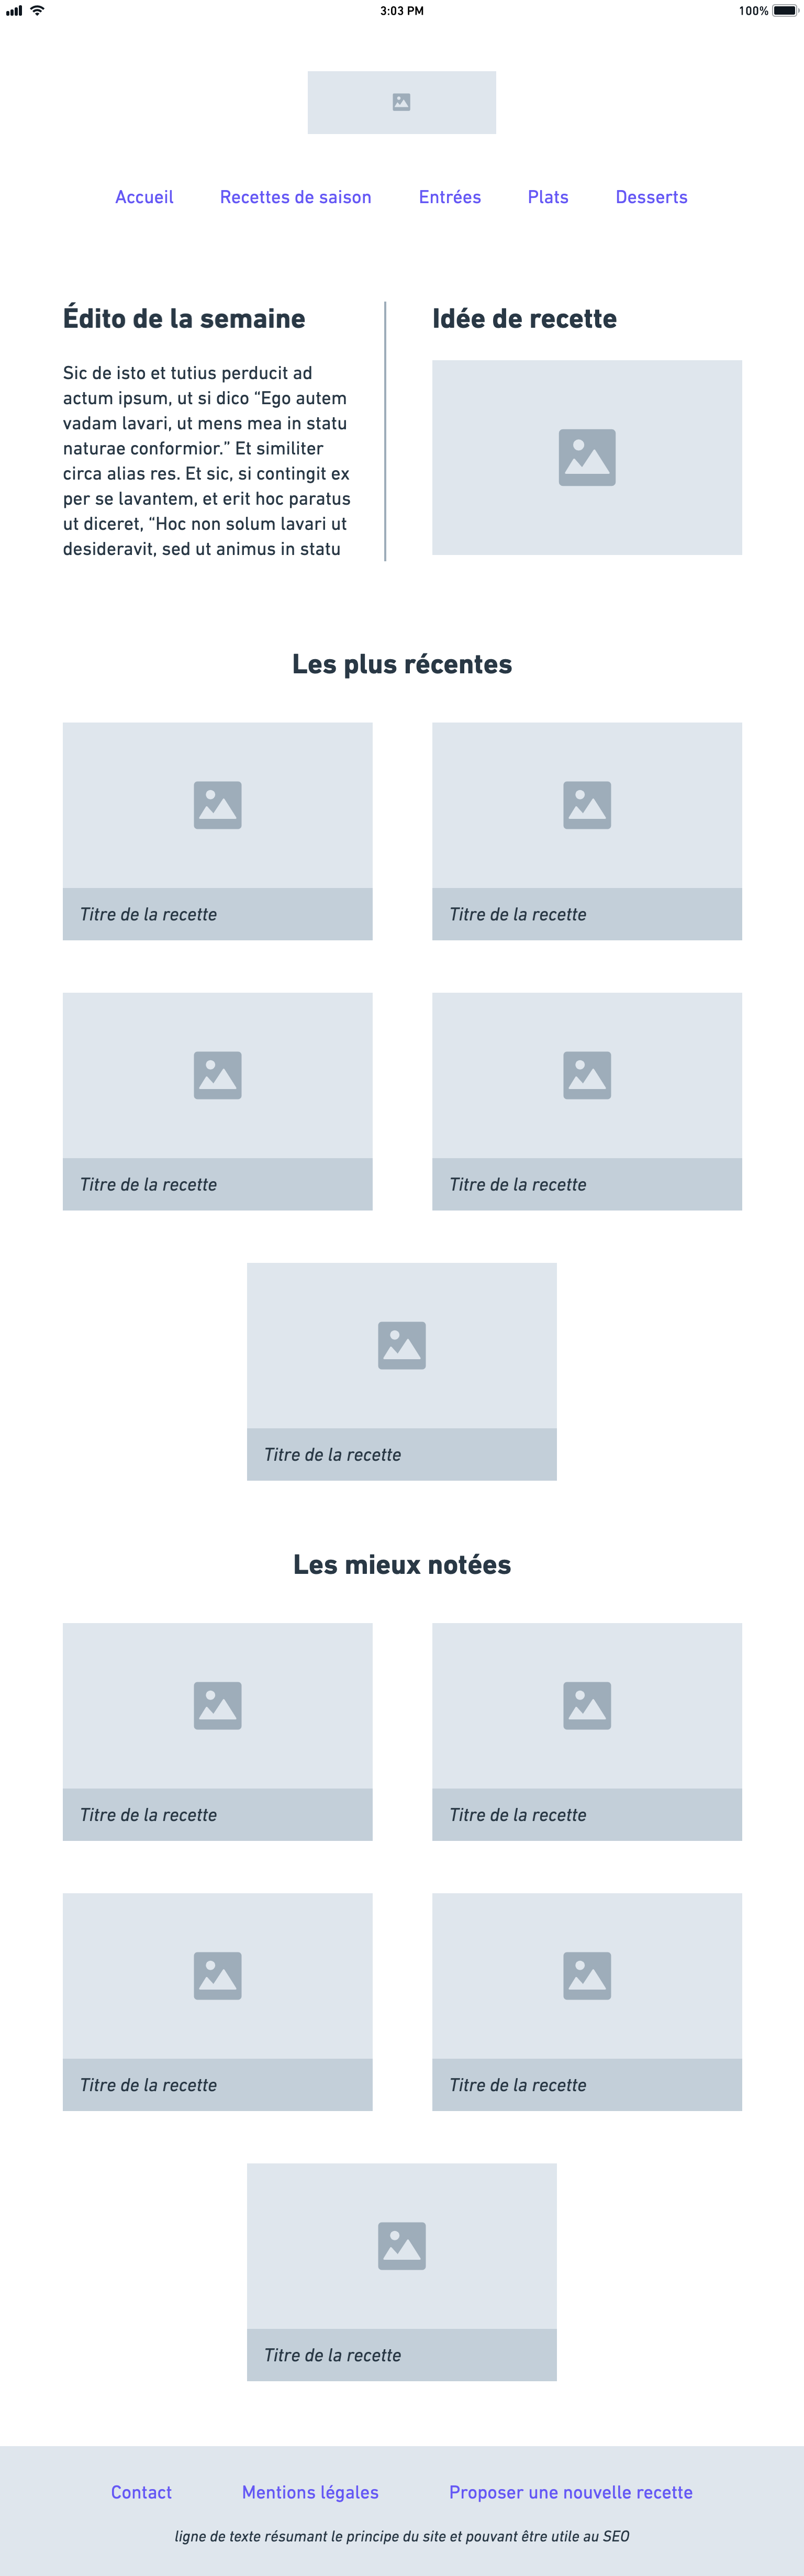 3:03 PM
100%
Accueil
Recettes de saison
Entrées
Plats
Desserts
Édito de la semaine
Sic de isto et tutius perducit ad
actum ipsum, ut si dico “Ego autem
vadam lavari, ut mens mea in statu
naturae conformior.” Et similiter
circa alias res. Et sic, si contingit ex
per se lavantem, et erit hoc paratus
ut diceret, “Hoc non solum lavari ut
desideravit, sed ut animus in statu
Idée de recette
Les plus récentes
Titre de la recette
Titre de la recette
Titre de la recette
Titre de la recette
Titre de la recette
Les mieux notées
Titre de la recette
Titre de la recette
Titre de la recette
Titre de la recette
Titre de la recette
Contact
Mentions légales
Proposer une nouvelle recette
ligne de texte résumant le principe du site et pouvant être utile au SEO